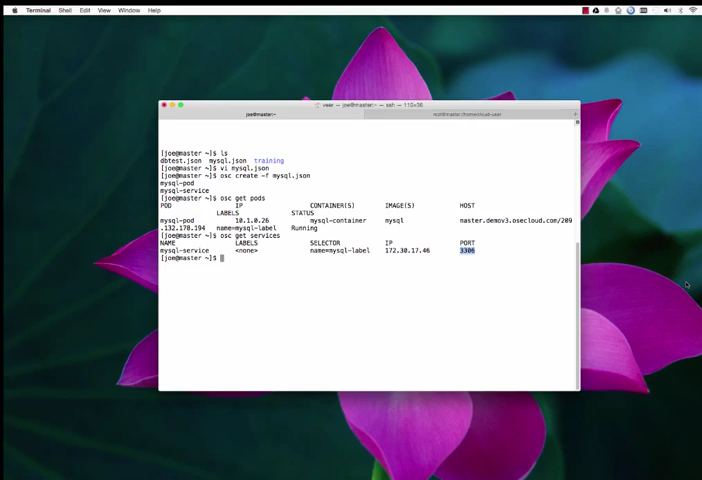 Terminal Shell Edit View Window Help
veer — joe@master:~ — ssh — 110×36
joe@master:~ root@master:/home/cloud-user
[joe@master ~]$ ls
dbtest.json mysql.json training
[joe@master ~]$ vi mysql.json
[joe@master ~]$ osc create -f mysql.json
mysql-pod
mysql-service
[joe@master ~]$ osc get pods
POD IP CONTAINER(S) IMAGE(S) HOST
LABELS STATUS
mysql-pod 10.1.0.26 mysql-container mysql master.demov3.osecloud.com/209
.132.178.194 name=mysql-label Running
[joe@master ~]$ osc get services
NAME LABELS SELECTOR IP PORT
mysql-service <none> name=mysql-label 172.30.17.46 3306
[joe@master ~]$